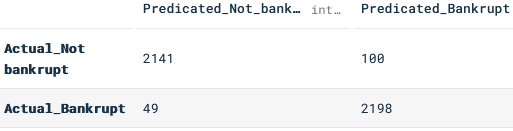 Predicated_Not_bank… int… Predicated_Bankrupt
Actual_Not
bankrupt
2141 100
Actual_Bankrupt 49 2198